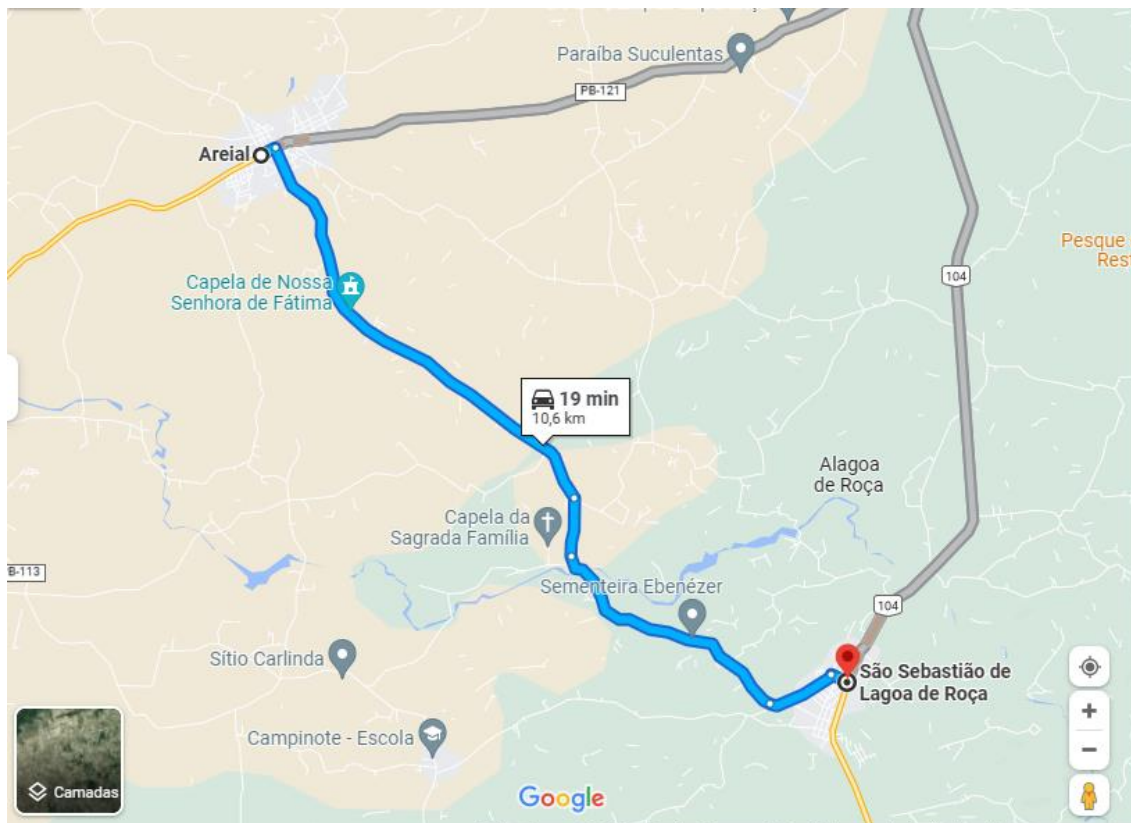 Paraíba Suculentas
PB-121
Areial
Pesque
Rest
104
Capela de Nossa
Senhora de Fátima
19 min
10,6 km
Alagoa
de Roça
Capela da
Sagrada Família
PB-113
Sementeira Ebenézer
104
Sítio Carlinda
São Sebastião de
Lagoa de Roça
Campinote - Escola
Camadas
Google